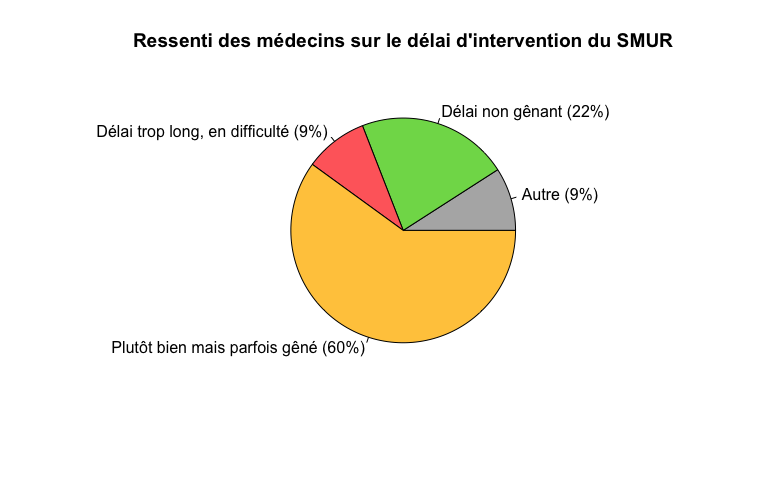 Ressenti des médecins sur le délai d'intervention du SMUR
Délai non gênant (22%)
Délai trop long, en difficulté (9%)
Autre (9%)
Plutôt bien mais parfois gêné (60%)